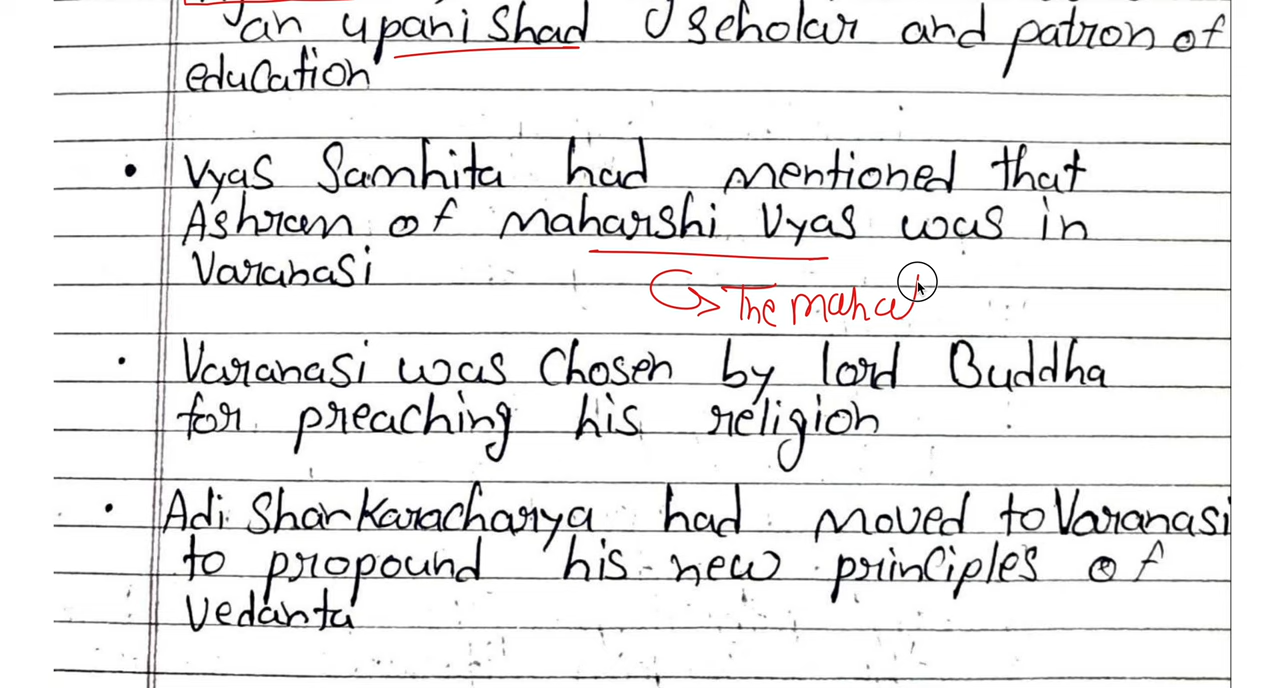 an upanishad scholar and patron of
education
• Vyas Samhita had mentioned that
Ashram of maharshi Vyas was in
Varanasi
The maha
• Varanasi was chosen by lord Buddha
for preaching his religion
• Adi Shankaracharya had moved to Varanasi
to propound his new principles of
Vedanta